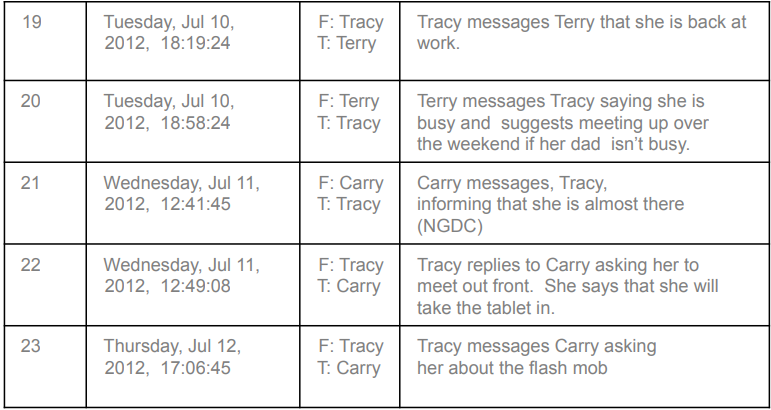 19 Tuesday, Jul 10, F: Tracy Tracy messages Terry that she is back at
2012, 18:19:24 T: Terry work.
20 Tuesday, Jul 10, F: Terry Terry messages Tracy saying she is
2012, 18:58:24 T: Tracy busy and suggests meeting up over
the weekend if her dad isn’t busy.
21 Wednesday, Jul 11, F: Carry Carry messages, Tracy,
2012, 12:41:45 T: Tracy informing that she is almost there
(NGDC)
22 Wednesday, Jul 11, F: Tracy Tracy replies to Carry asking her to
2012, 12:49:08 T: Carry meet out front. She says that she will
take the tablet in.
23 Thursday, Jul 12, F: Tracy Tracy messages Carry asking
2012, 17:06:45 T: Carry her about the flash mob